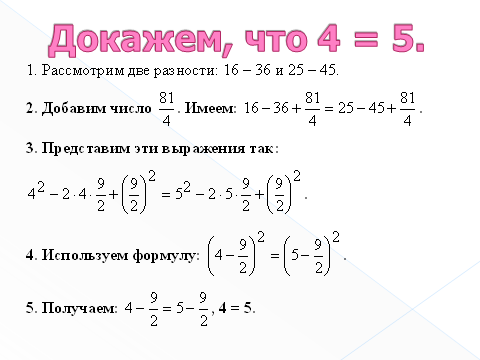 Докажем, что 4 = 5.
1. Рассмотрим две разности: 16 – 36 и 25 – 45.
2. Добавим число 81/4. Имеем: 16 − 36 + 81/4 = 25 − 45 + 81/4.
3. Представим эти выражения так:
4² − 2 · 4 · 9/2 + (9/2)² = 5² − 2 · 5 · 9/2 + (9/2)².
4. Используем формулу: (4 − 9/2)² = (5 − 9/2)².
5. Получаем: 4 − 9/2 = 5 − 9/2, 4 = 5.